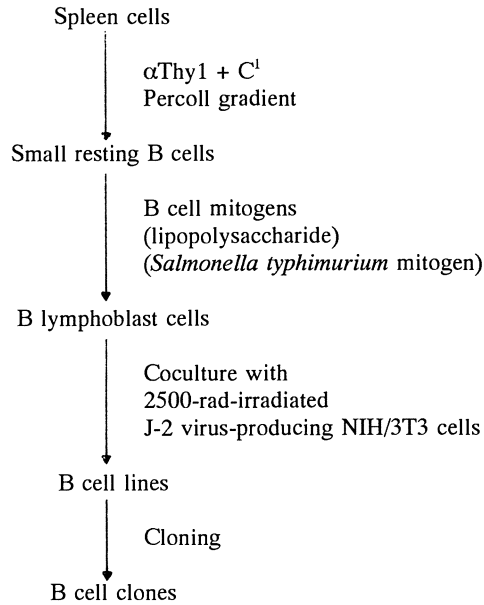 Spleen cells
αThy1 + C¹
Percoll gradient
Small resting B cells
B cell mitogens
(lipopolysaccharide)
(Salmonella typhimurium mitogen)
B lymphoblast cells
Coculture with
2500-rad-irradiated
J-2 virus-producing NIH/3T3 cells
B cell lines
Cloning
B cell clones